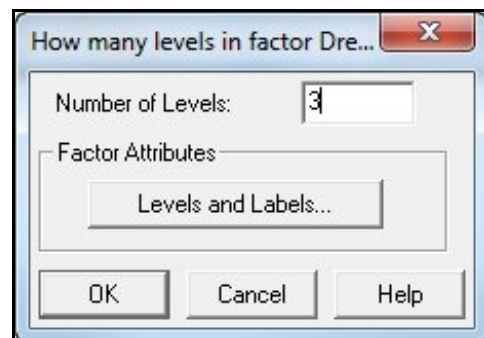 How many levels in factor Dre...
Number of Levels: 3
Factor Attributes
Levels and Labels...
OK Cancel Help